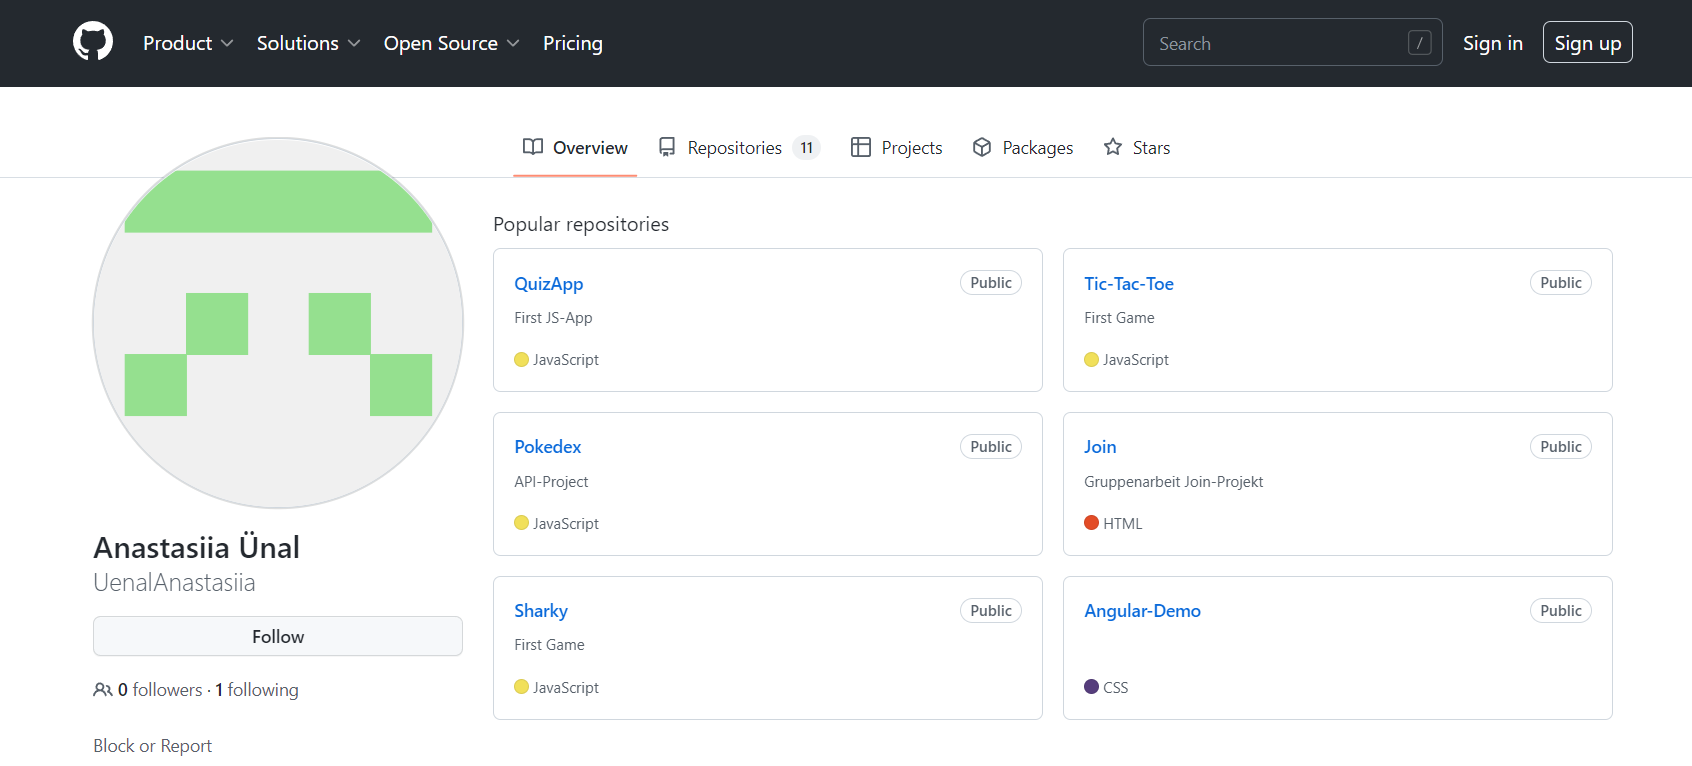 Product Solutions Open Source Pricing Search / Sign in Sign up
Overview Repositories 11 Projects Packages Stars
Popular repositories
QuizApp Public
First JS-App
JavaScript
Tic-Tac-Toe Public
First Game
JavaScript
Pokedex Public
API-Project
JavaScript
Join Public
Gruppenarbeit Join-Projekt
HTML
Sharky Public
First Game
JavaScript
Angular-Demo Public
CSS
Anastasiia Ünal
UenalAnastasiia
Follow
0 followers · 1 following
Block or Report